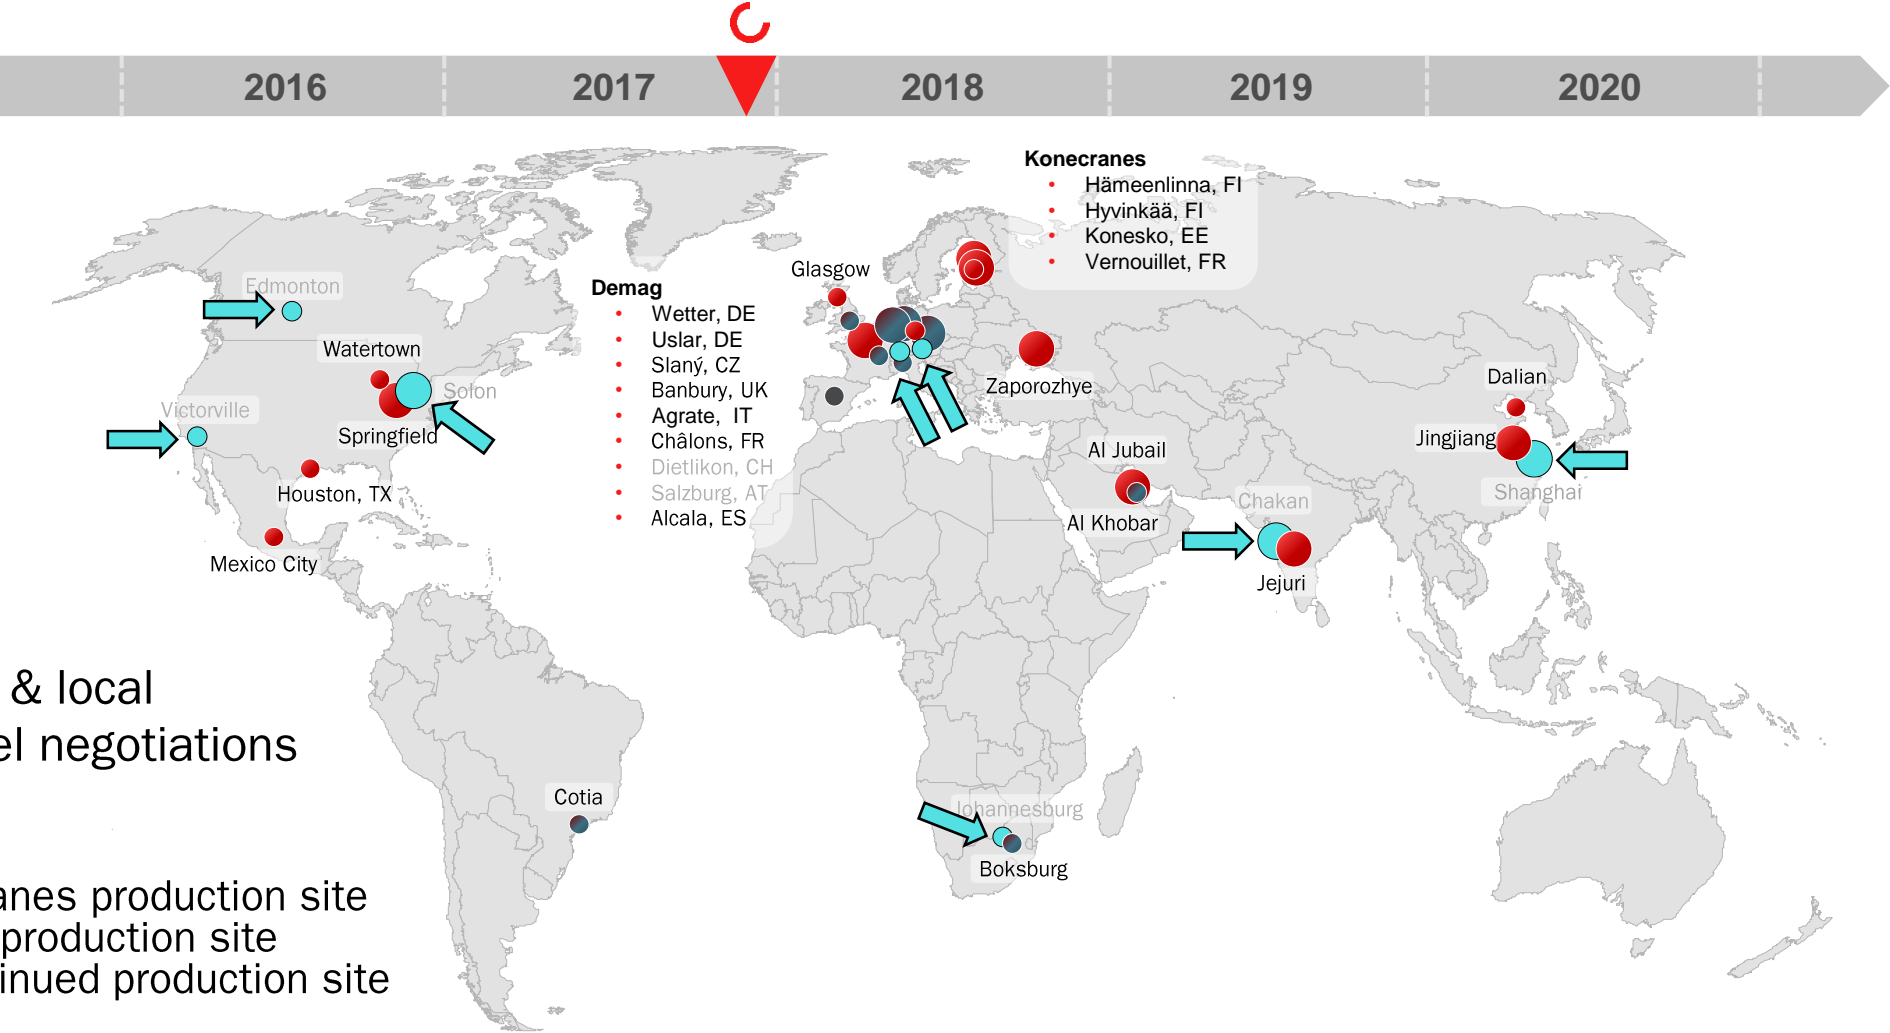 2016 2017 2018 2019 2020
Konecranes
• Hämeenlinna, FI
• Hyvinkää, FI
• Konesko, EE
• Vernouillet, FR
Glasgow
Demag
• Wetter, DE
• Uslar, DE
• Slaný, CZ
• Banbury, UK
• Agrate, IT
• Châlons, FR
• Dietlikon, CH
• Salzburg, AT
• Alcala, ES
Edmonton
Watertown
Solon
Victorville
Springfield
Houston, TX
Mexico City
Zaporozhye
Dalian
Jingjiang
Shanghai
Al Jubail
Al Khobar
Chakan
Jejuri
& local
el negotiations
Cotia
Johannesburg
Boksburg
anes production site
production site
inued production site